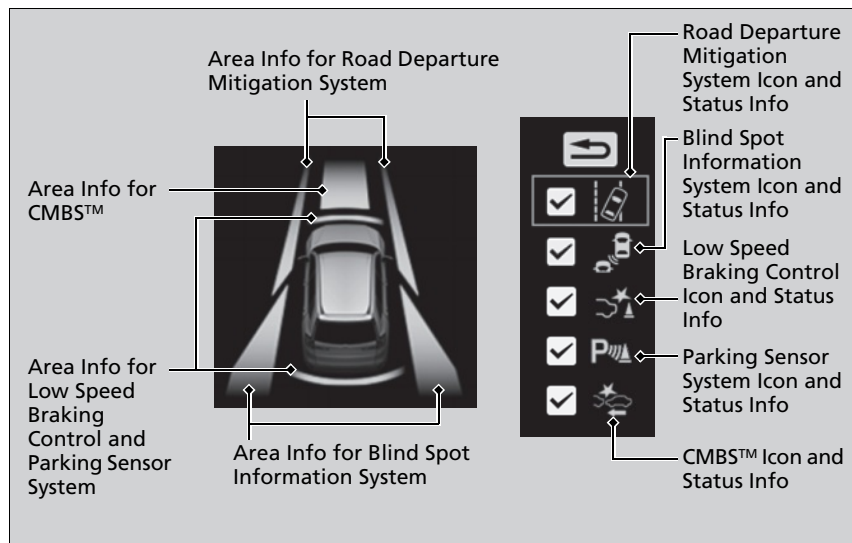 Area Info for Road Departure
Mitigation System
Area Info for
CMBS™
Area Info for
Low Speed
Braking
Control and
Parking Sensor
System
Area Info for Blind Spot
Information System
P
Road Departure
Mitigation
System Icon and
Status Info
Blind Spot
Information
System Icon and
Status Info
Low Speed
Braking Control
Icon and Status
Info
Parking Sensor
System Icon and
Status Info
CMBS™ Icon and
Status Info